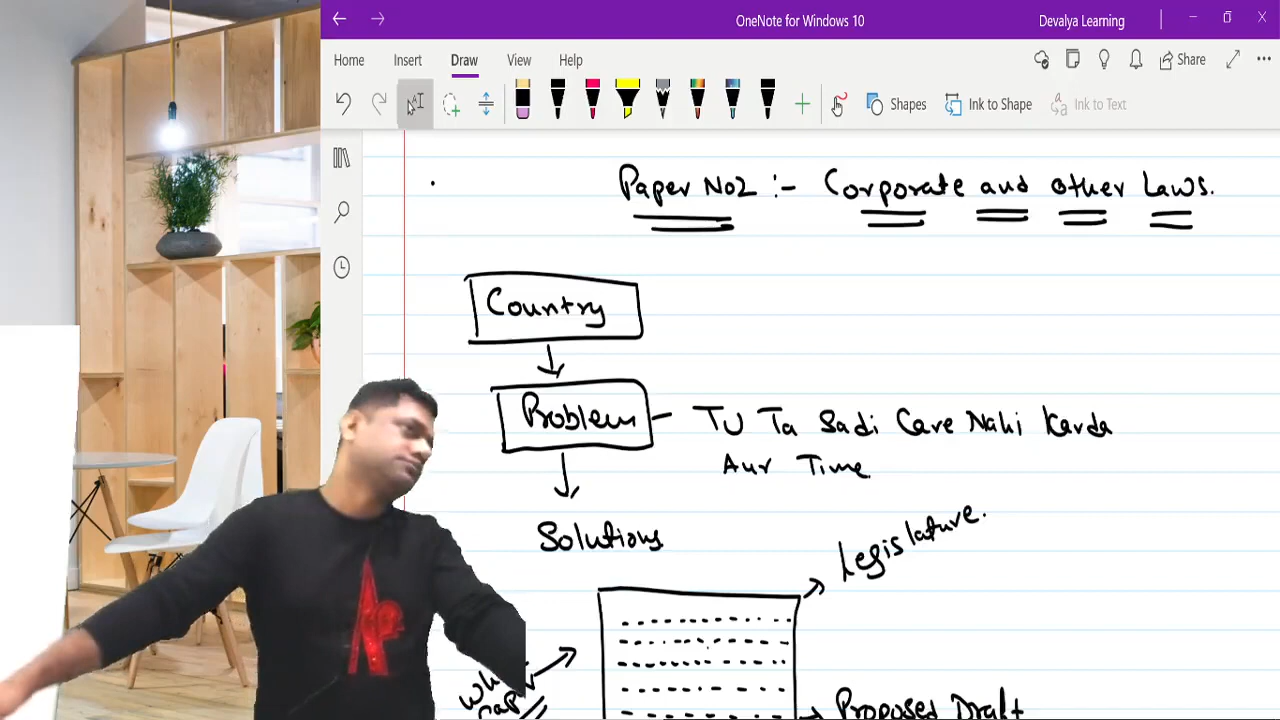 OneNote for Windows 10
Devalya Learning
Home Insert Draw View Help
Share
Shapes
Ink to Shape
Ink to Text
Paper No2 :- Corporate and other Laws.
Country
Problem - TU Ta Sadi Care Nahi Karda
Aur Time
Solutions
Legislature.
Proposed Draft